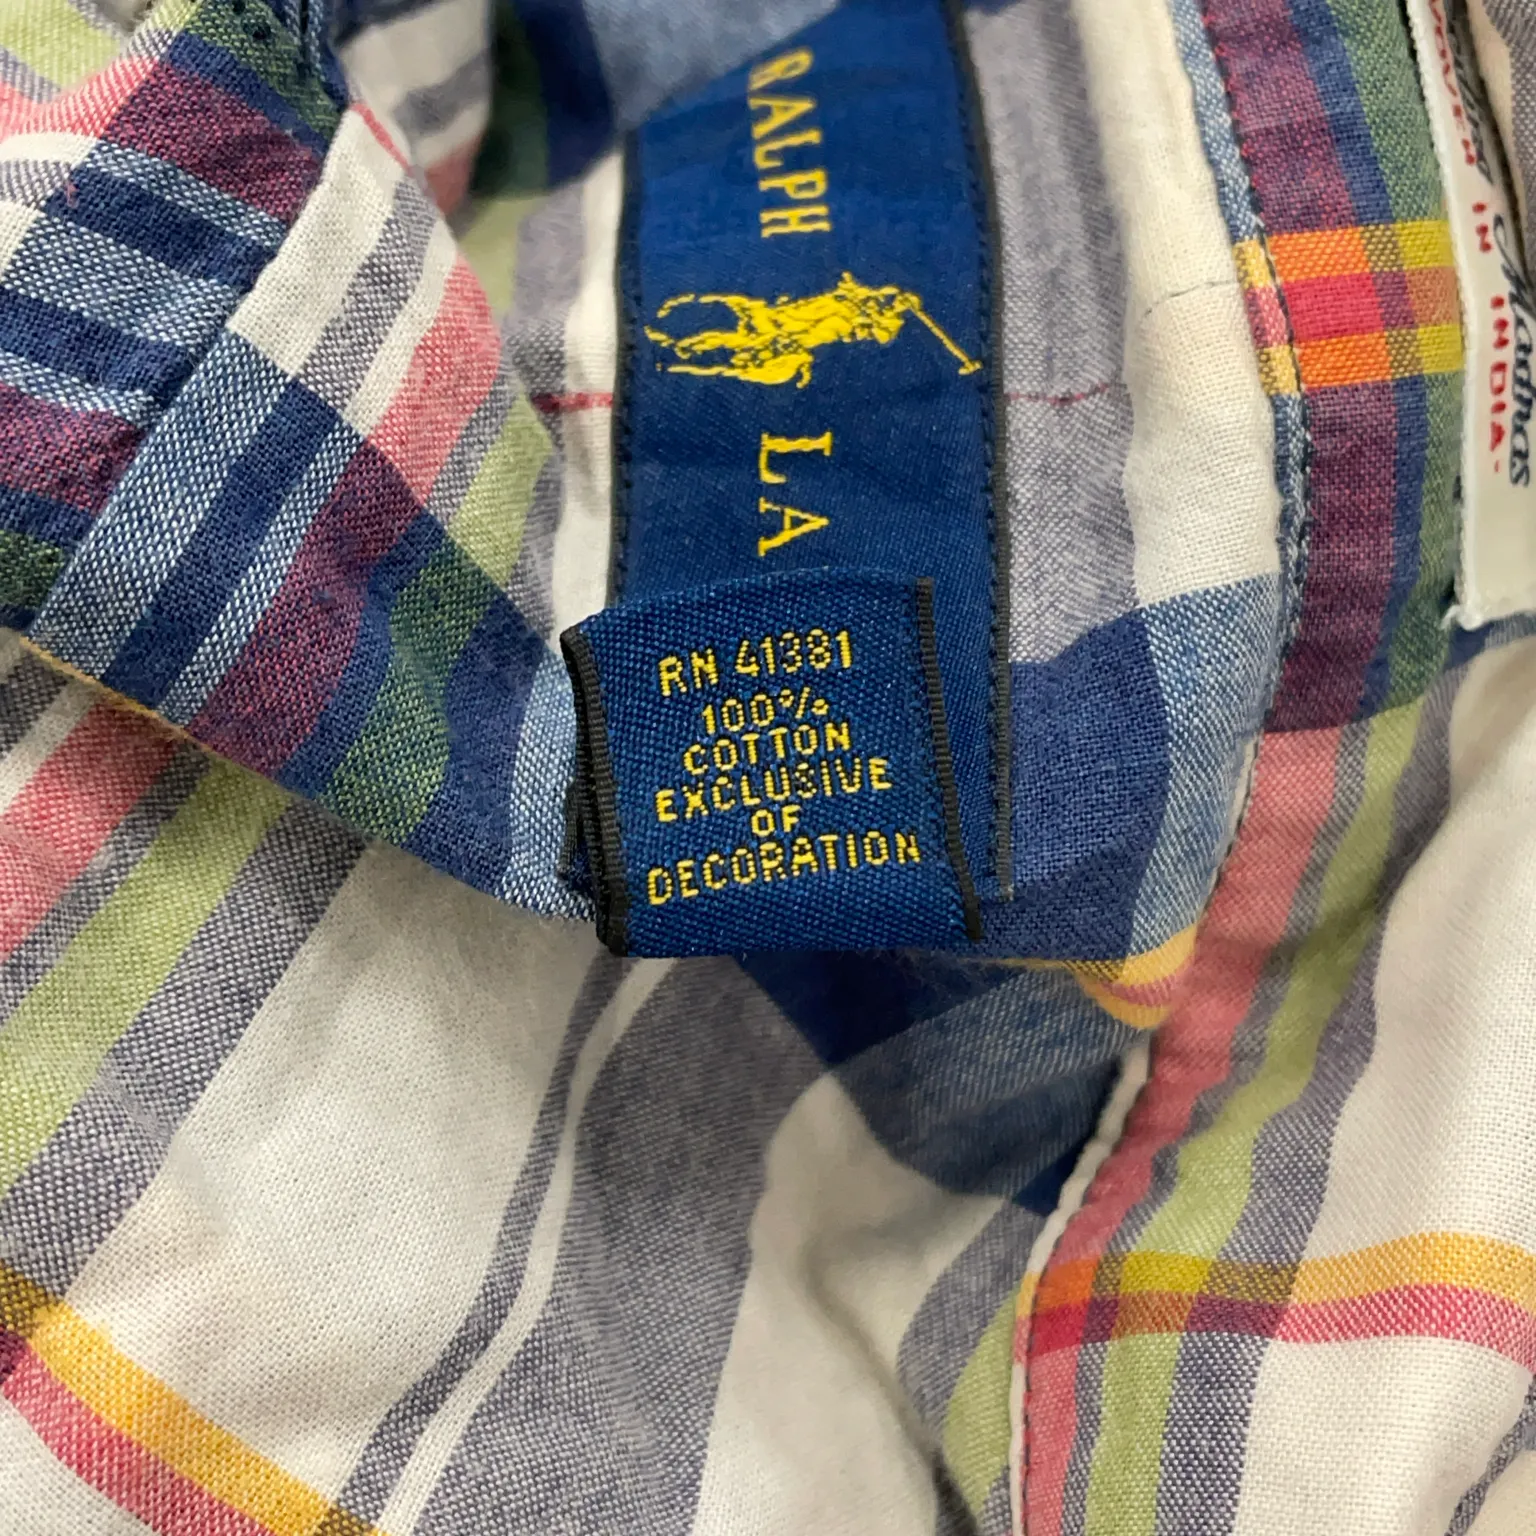 RALPH LA
RN 41381
100%
COTTON
EXCLUSIVE
OF
DECORATION
Madras
WOVEN IN INDIA